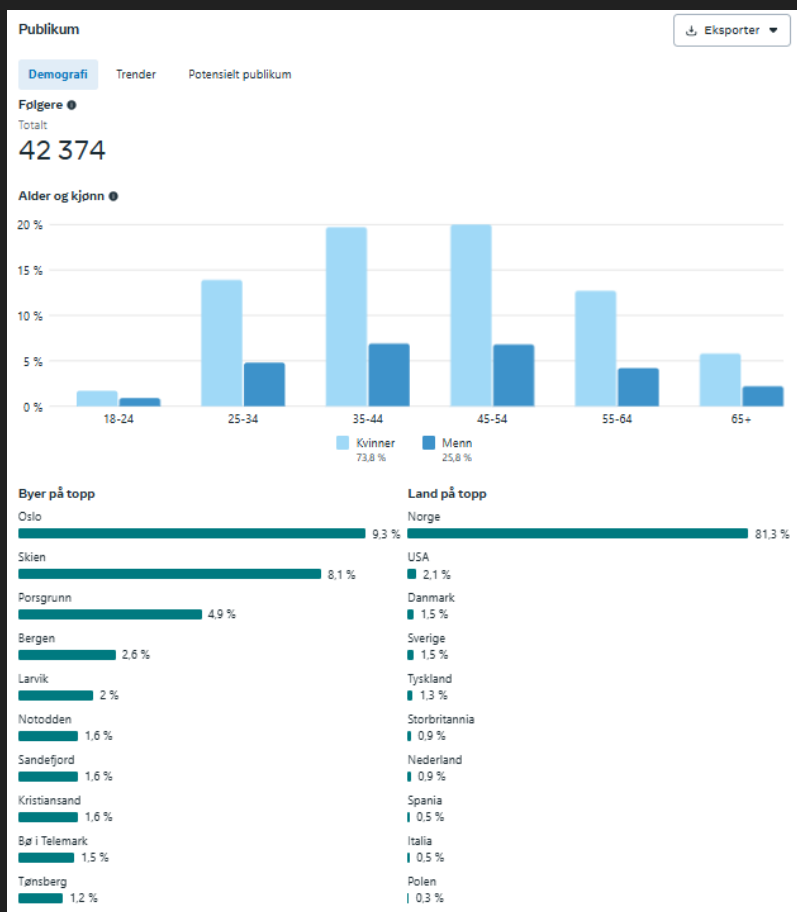 Publikum
Eksporter
Demografi Trender Potensielt publikum
Følgere
Totalt
42 374
Alder og kjønn
20 %
15 %
10 %
5 %
0 %
18-24 25-34 35-44 45-54 55-64 65+
Kvinner Menn
73,8 % 25,8 %
Byer på topp
Oslo
9,3 %
Skien
8,1 %
Porsgrunn
4,9 %
Bergen
2,6 %
Larvik
2 %
Notodden
1,6 %
Sandefjord
1,6 %
Kristiansand
1,6 %
Bø i Telemark
1,5 %
Tønsberg
1,2 %
Land på topp
Norge
81,3 %
USA
2,1 %
Danmark
1,5 %
Sverige
1,5 %
Tyskland
1,3 %
Storbritannia
0,9 %
Nederland
0,9 %
Spania
0,5 %
Italia
0,5 %
Polen
0,3 %